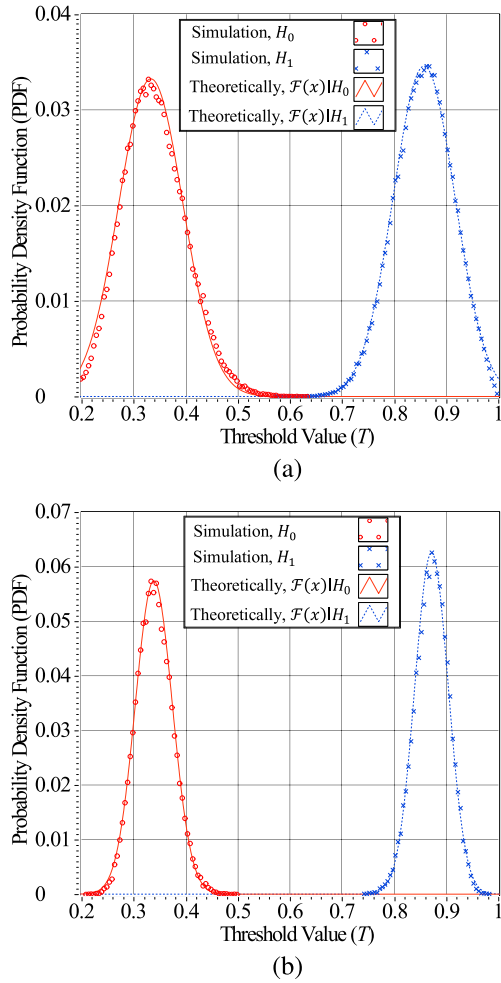 0.04
0.03
0.02
0.01
0
Probability Density Function (PDF)
Simulation, H₀
Simulation, H₁
Theoretically, ℱ(x)|H₀
Theoretically, ℱ(x)|H₁
0.2 0.3 0.4 0.5 0.6 0.7 0.8 0.9 1
Threshold Value (T)
(a)
0.07
0.06
0.05
0.04
0.03
0.02
0.01
0
Probability Density Function (PDF)
Simulation, H₀
Simulation, H₁
Theoretically, ℱ(x)|H₀
Theoretically, ℱ(x)|H₁
0.2 0.3 0.4 0.5 0.6 0.7 0.8 0.9 1
Threshold Value (T)
(b)